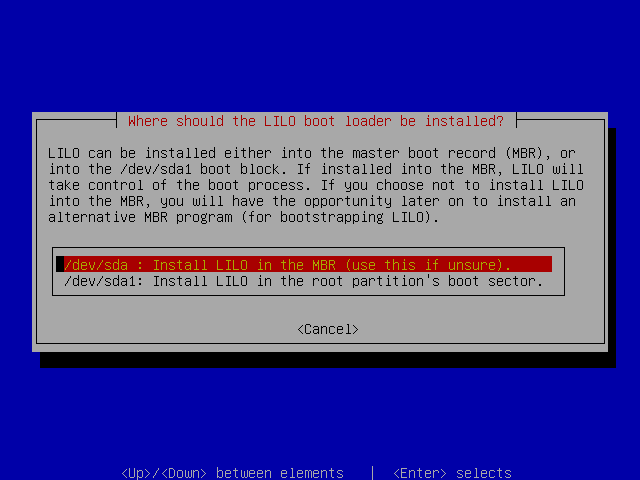 Where should the LILO boot loader be installed?
LILO can be installed either into the master boot record (MBR), or
into the /dev/sda1 boot block. If installed into the MBR, LILO will
take control of the boot process. If you choose not to install LILO
into the MBR, you will have the opportunity later on to install an
alternative MBR program (for bootstrapping LILO).
/dev/sda : Install LILO in the MBR (use this if unsure).
/dev/sda1: Install LILO in the root partition's boot sector.
<Cancel>
<Up>/<Down> between elements | <Enter> selects